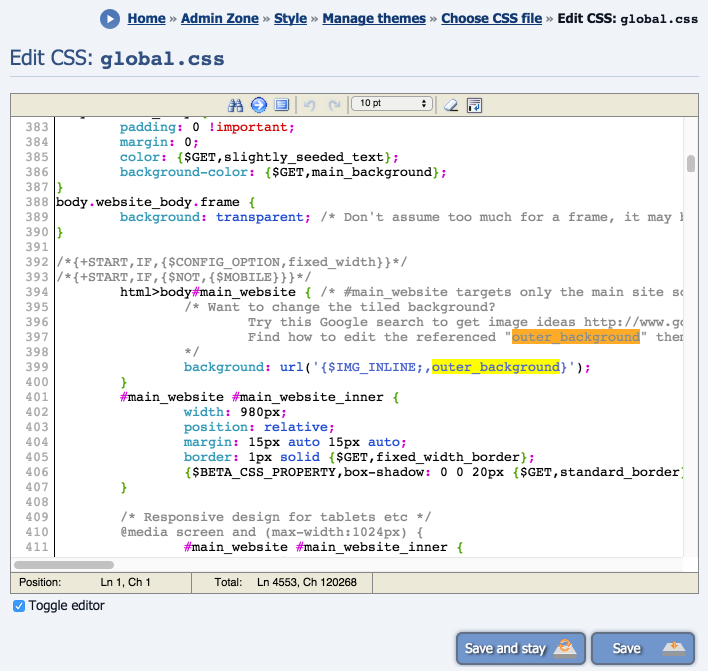 Home » Admin Zone » Style » Manage themes » Choose CSS file » Edit CSS: global.css
Edit CSS: global.css
10 pt
383 padding: 0 !important;
384 margin: 0;
385 color: {$GET,slightly_seeded_text};
386 background-color: {$GET,main_background};
387 }
388 body.website_body.frame {
389 background: transparent; /* Don't assume too much for a frame, it may b
390 }
391
392 /*{+START,IF,{$CONFIG_OPTION,fixed_width}}*/
393 /*{+START,IF,{$NOT,{$MOBILE}}}*/
394 html>body#main_website { /* #main_website targets only the main site sc
395 /* Want to change the tiled background?
396 Try this Google search to get image ideas http://www.go
397 Find how to edit the referenced "outer_background" them
398 */
399 background: url('{$IMG_INLINE;,outer_background}');
400 }
401 #main_website #main_website_inner {
402 width: 980px;
403 position: relative;
404 margin: 15px auto 15px auto;
405 border: 1px solid {$GET,fixed_width_border};
406 {$BETA_CSS_PROPERTY,box-shadow: 0 0 20px {$GET,standard_border}
407 }
408
409 /* Responsive design for tablets etc */
410 @media screen and (max-width:1024px) {
411 #main_website #main_website_inner {
Position: Ln 1, Ch 1 Total: Ln 4553, Ch 120268
Toggle editor
Save and stay Save